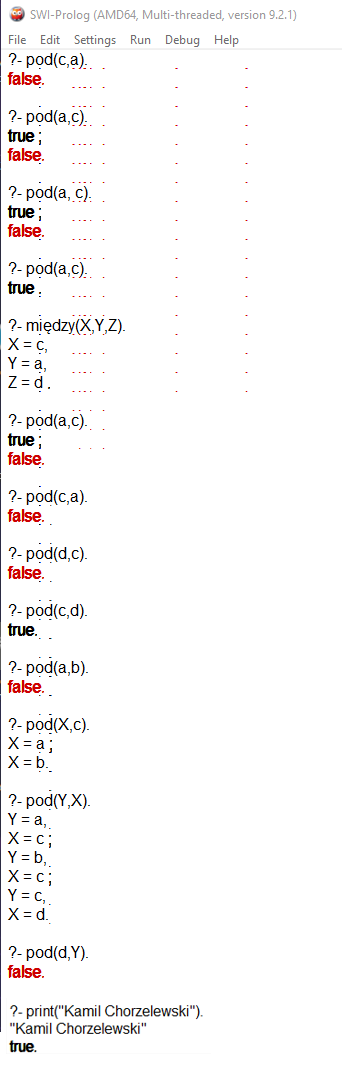 SWI-Prolog (AMD64, Multi-threaded, version 9.2.1)
File Edit Settings Run Debug Help
?- pod(c,a).
false.
?- pod(a,c).
true ;
false.
?- pod(a, c).
true ;
false.
?- pod(a,c).
true .
?- między(X,Y,Z).
X = c,
Y = a,
Z = d .
?- pod(a,c).
true ;
false.
?- pod(c,a).
false.
?- pod(d,c).
false.
?- pod(c,d).
true.
?- pod(a,b).
false.
?- pod(X,c).
X = a ;
X = b.
?- pod(Y,X).
Y = a,
X = c ;
Y = b,
X = c ;
Y = c,
X = d.
?- pod(d,Y).
false.
?- print("Kamil Chorzelewski").
"Kamil Chorzelewski"
true.